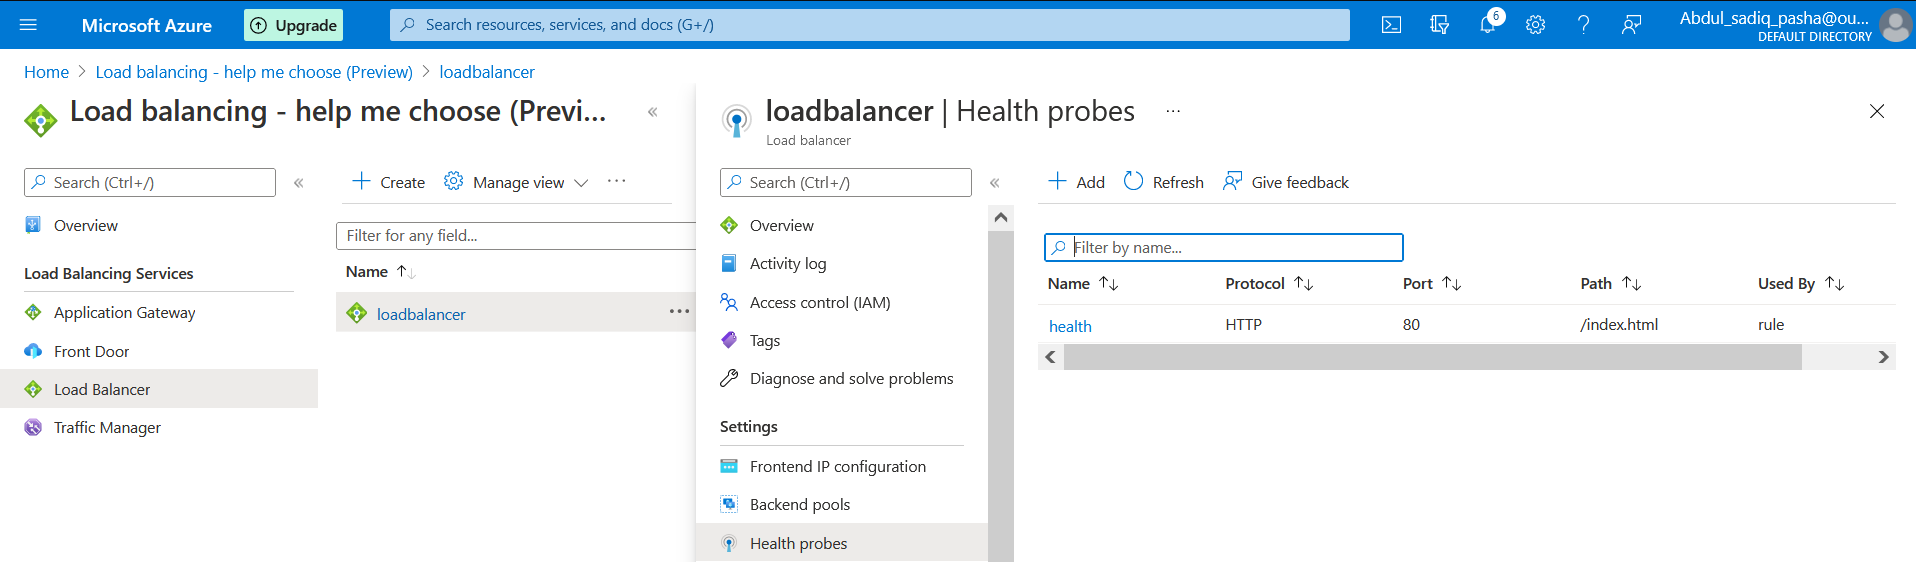 Microsoft Azure
Upgrade
Search resources, services, and docs (G+/)
6
Abdul_sadiq_pasha@ou...
DEFAULT DIRECTORY
Home > Load balancing - help me choose (Preview) > loadbalancer
Load balancing - help me choose (Previ...
«
Search (Ctrl+/)
«
Overview
Load Balancing Services
Application Gateway
Front Door
Load Balancer
Traffic Manager
+ Create
Manage view
...
Filter for any field...
Name ↑↓
loadbalancer
...
loadbalancer | Health probes
...
Load balancer
Search (Ctrl+/)
«
Overview
Activity log
Access control (IAM)
Tags
Diagnose and solve problems
Settings
Frontend IP configuration
Backend pools
Health probes
+ Add
Refresh
Give feedback
Filter by name...
Name ↑↓ Protocol ↑↓ Port ↑↓ Path ↑↓ Used By ↑↓
health HTTP 80 /index.html rule